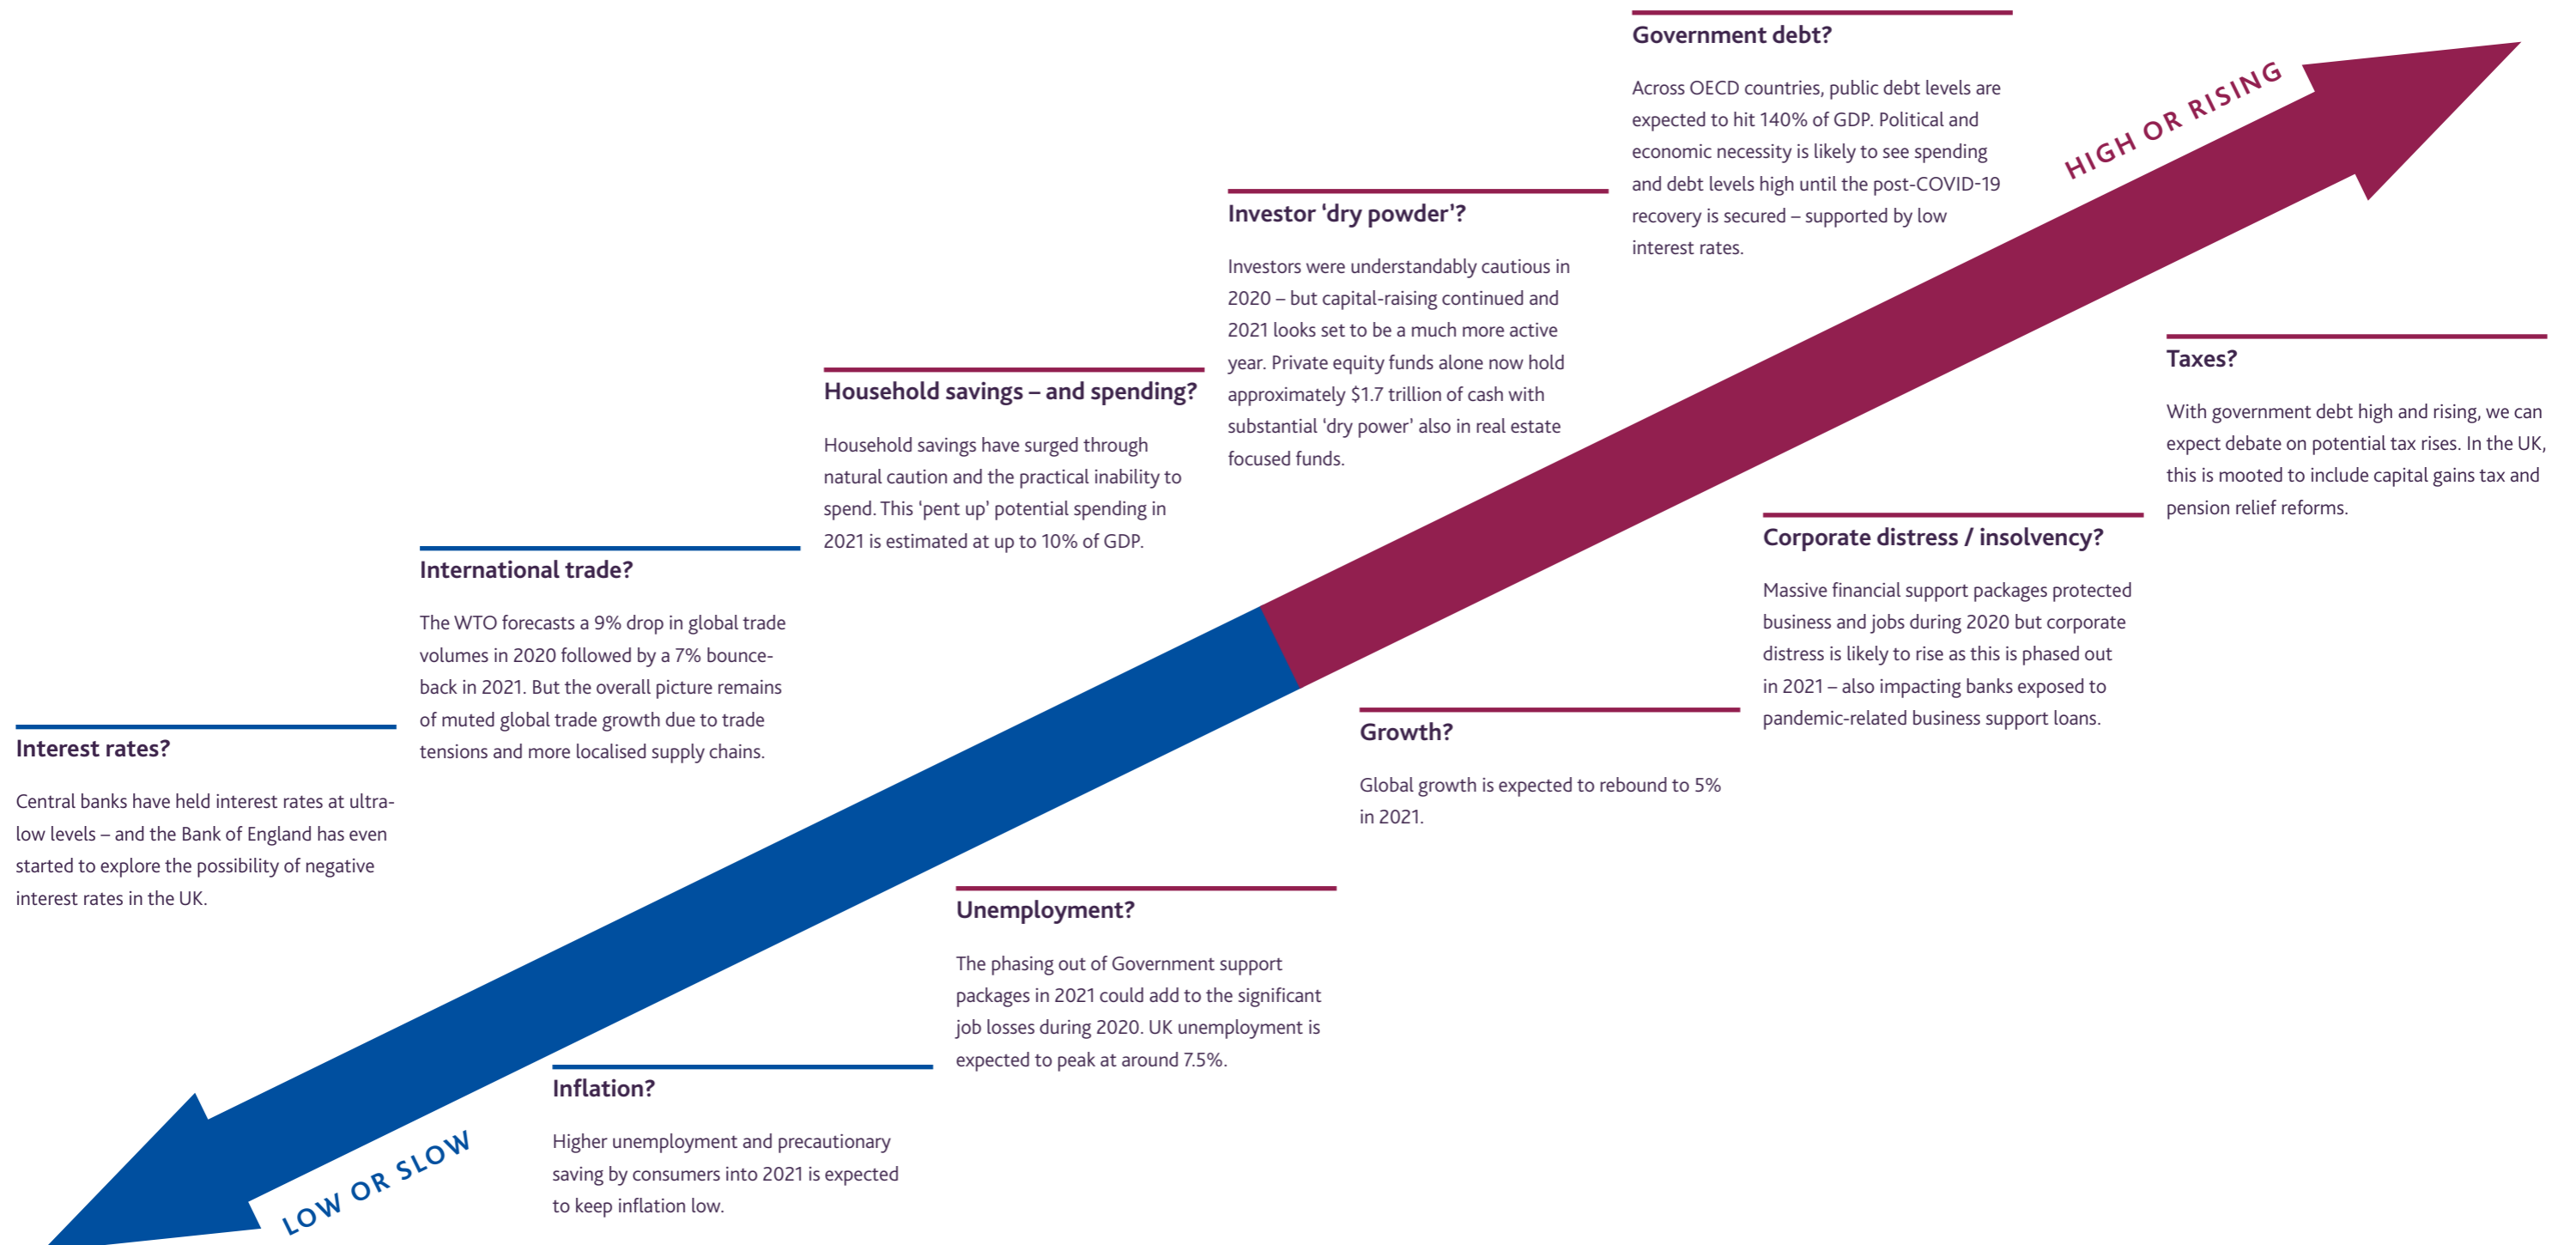 Government debt?
Across OECD countries, public debt levels are
expected to hit 140% of GDP. Political and
economic necessity is likely to see spending
and debt levels high until the post-COVID-19
recovery is secured – supported by low
interest rates.
HIGH OR RISING
Investor ‘dry powder’?
Investors were understandably cautious in
2020 – but capital-raising continued and
2021 looks set to be a much more active
year. Private equity funds alone now hold
approximately $1.7 trillion of cash with
substantial ‘dry power’ also in real estate
focused funds.
Taxes?
With government debt high and rising, we can
expect debate on potential tax rises. In the UK,
this is mooted to include capital gains tax and
pension relief reforms.
Household savings – and spending?
Household savings have surged through
natural caution and the practical inability to
spend. This ‘pent up’ potential spending in
2021 is estimated at up to 10% of GDP.
Corporate distress / insolvency?
Massive financial support packages protected
business and jobs during 2020 but corporate
distress is likely to rise as this is phased out
in 2021 – also impacting banks exposed to
pandemic-related business support loans.
International trade?
The WTO forecasts a 9% drop in global trade
volumes in 2020 followed by a 7% bounce-
back in 2021. But the overall picture remains
of muted global trade growth due to trade
tensions and more localised supply chains.
Growth?
Global growth is expected to rebound to 5%
in 2021.
Interest rates?
Central banks have held interest rates at ultra-
low levels – and the Bank of England has even
started to explore the possibility of negative
interest rates in the UK.
Unemployment?
The phasing out of Government support
packages in 2021 could add to the significant
job losses during 2020. UK unemployment is
expected to peak at around 7.5%.
Inflation?
Higher unemployment and precautionary
saving by consumers into 2021 is expected
to keep inflation low.
LOW OR SLOW